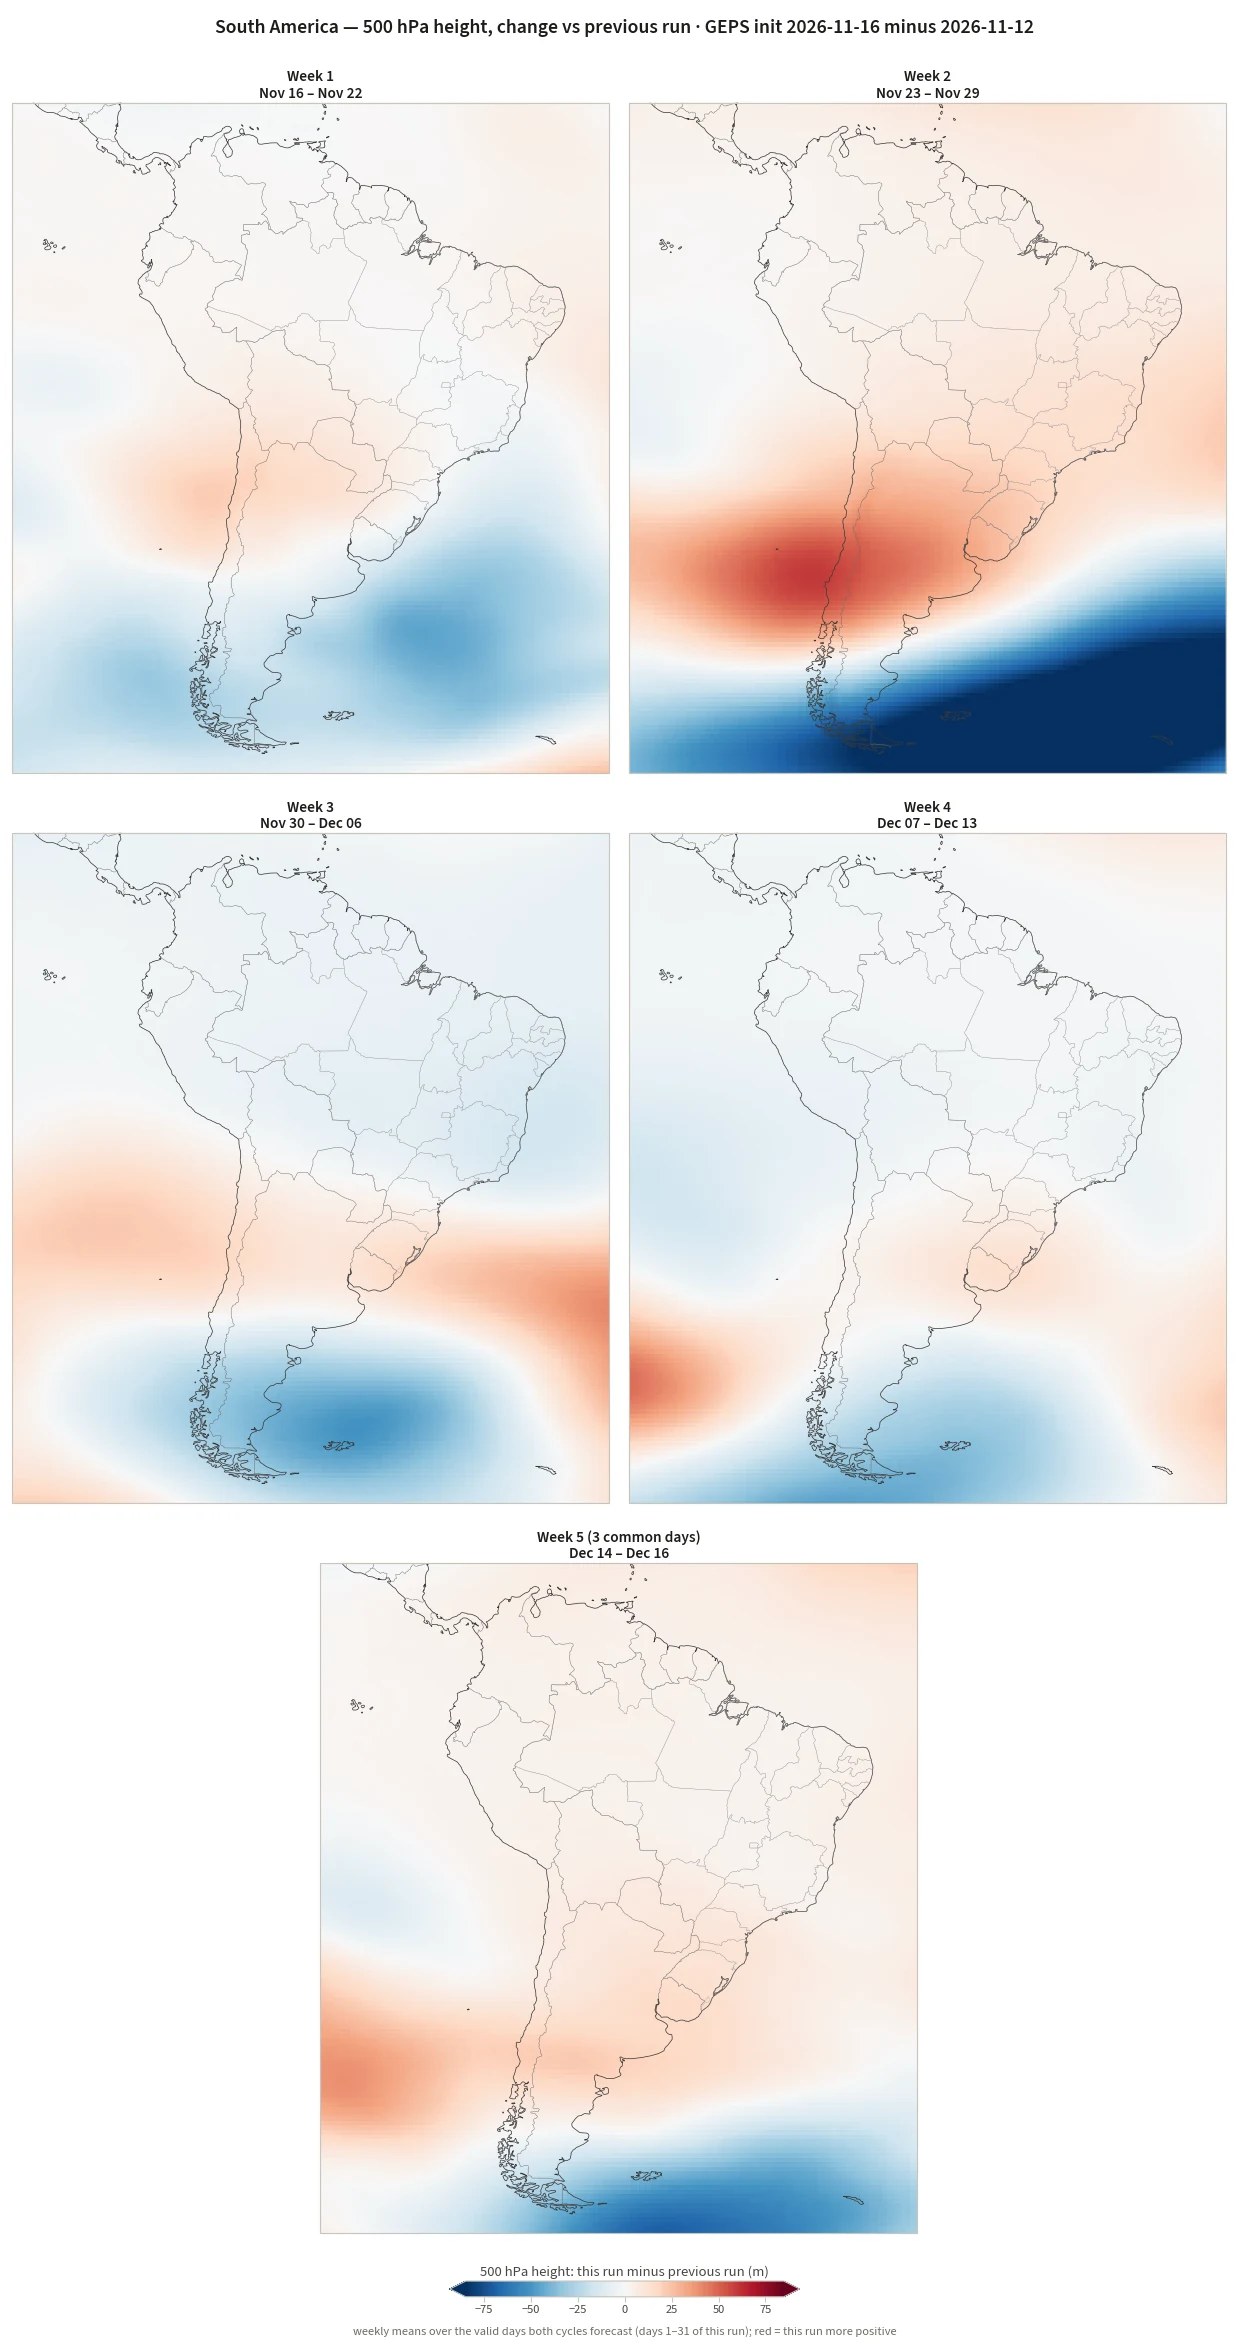 South America — 500 hPa height, change vs previous run · GEPS init 2026-11-16 minus 2026-11-12
Week 1
Nov 16 – Nov 22
Week 2
Nov 23 – Nov 29
Week 3
Nov 30 – Dec 06
Week 4
Dec 07 – Dec 13
Week 5 (3 common days)
Dec 14 – Dec 16
500 hPa height: this run minus previous run (m)
−75 −50 −25 0 25 50 75
weekly means over the valid days both cycles forecast (days 1–31 of this run); red = this run more positive